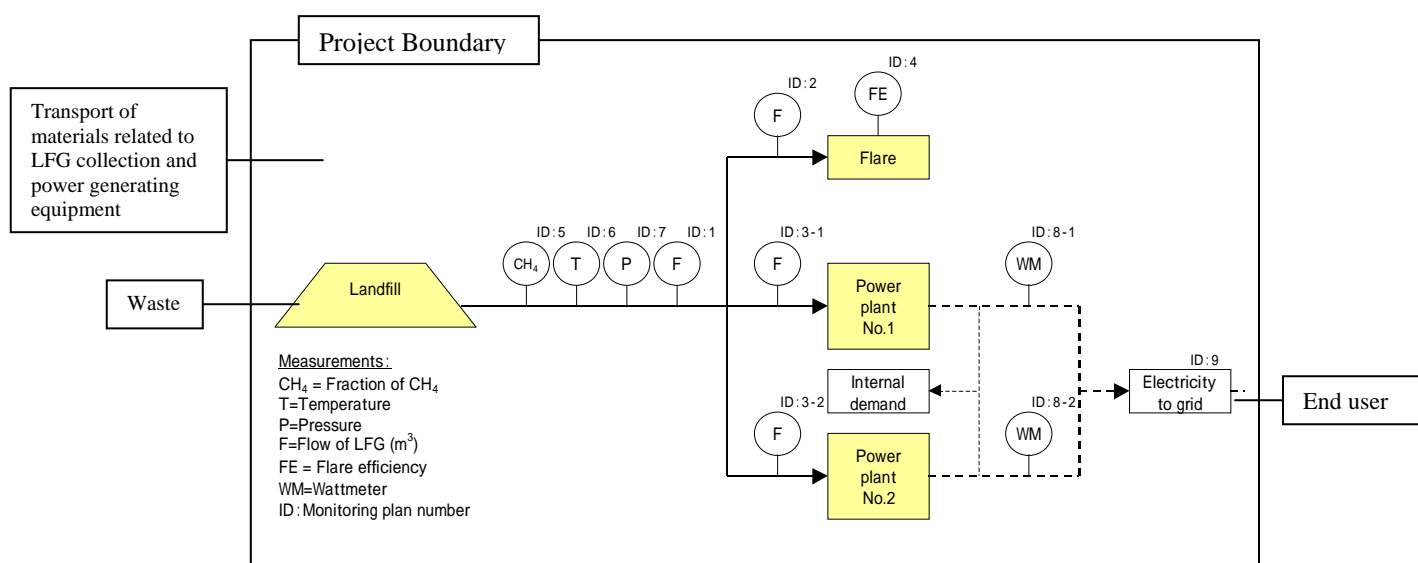 Project Boundary
Transport of
materials related to
LFG collection and
power generating
equipment
ID:2
F
ID:4
FE
Flare
ID:5
CH₄
ID:6
T
ID:7
P
ID:1
F
ID:3-1
F
Power
plant
No.1
ID:8-1
WM
Waste
Landfill
Measurements:
CH₄ = Fraction of CH₄
T=Temperature
P=Pressure
F=Flow of LFG (m³)
FE = Flare efficiency
WM=Wattmeter
ID:Monitoring plan number
Internal
demand
ID:3-2
F
Power
plant
No.2
ID:8-2
WM
ID:9
Electricity
to grid
End user